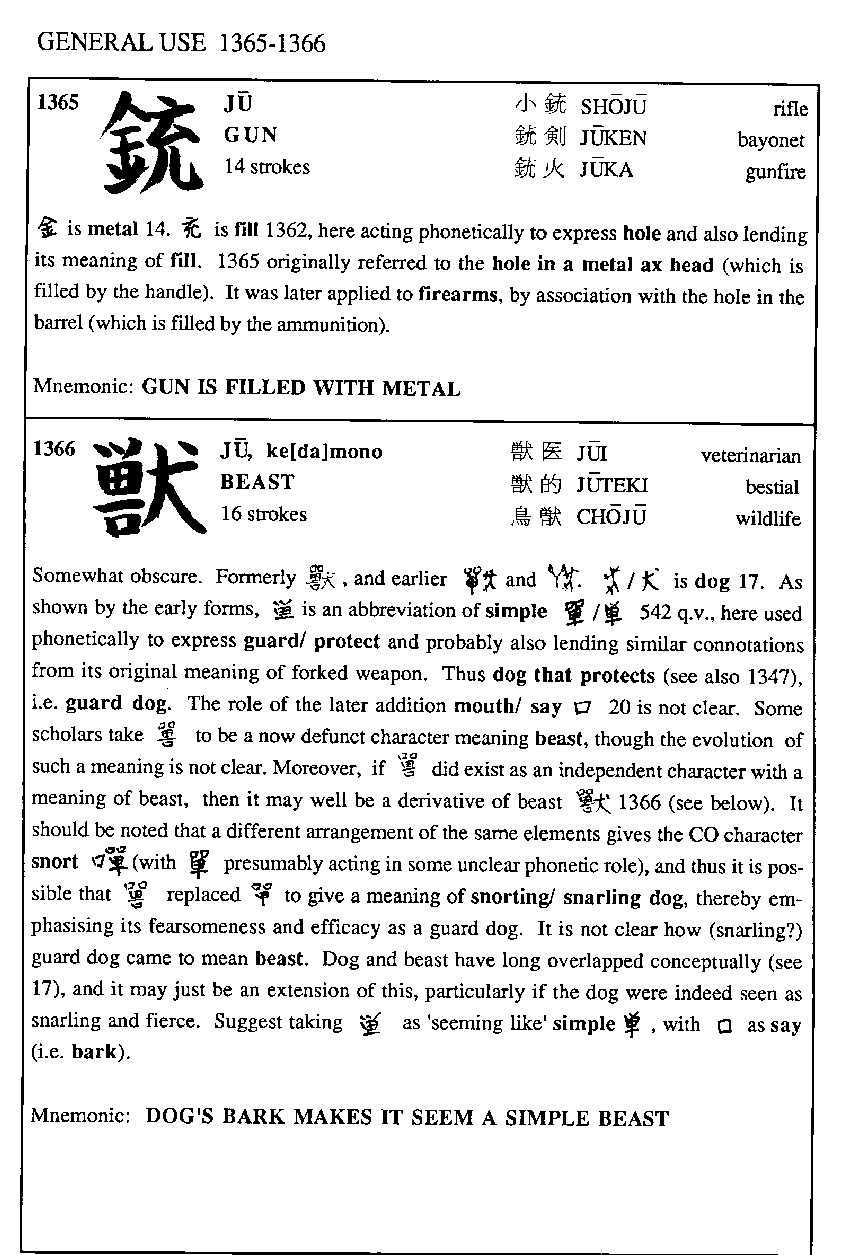 GENERAL USE 1365-1366
1365 銃 JŪ 小銃 SHŌJŪ rifle
GUN 銃剣 JŪKEN bayonet
14 strokes 銃火 JŪKA gunfire
金 is metal 14. 充 is fill 1362, here acting phonetically to express hole and also lending
its meaning of fill. 1365 originally referred to the hole in a metal ax head (which is
filled by the handle). It was later applied to firearms, by association with the hole in the
barrel (which is filled by the ammunition).
Mnemonic: GUN IS FILLED WITH METAL
1366 獣 JŪ, ke[da]mono 獣医 JŪI veterinarian
BEAST 獣的 JŪTEKI bestial
16 strokes 鳥獣 CHŌJŪ wildlife
Somewhat obscure. Formerly 獸, and earlier and . / 犬 is dog 17. As
shown by the early forms, is an abbreviation of simple 單/単 542 q.v., here used
phonetically to express guard/ protect and probably also lending similar connotations
from its original meaning of forked weapon. Thus dog that protects (see also 1347),
i.e. guard dog. The role of the later addition mouth/ say 口 20 is not clear. Some
scholars take 嘼 to be a now defunct character meaning beast, though the evolution of
such a meaning is not clear. Moreover, if 嘼 did exist as an independent character with a
meaning of beast, then it may well be a derivative of beast 獸 1366 (see below). It
should be noted that a different arrangement of the same elements gives the CO character
snort 嘽 (with 單 presumably acting in some unclear phonetic role), and thus it is pos-
sible that 嘼 replaced 單 to give a meaning of snorting/ snarling dog, thereby em-
phasising its fearsomeness and efficacy as a guard dog. It is not clear how (snarling?)
guard dog came to mean beast. Dog and beast have long overlapped conceptually (see
17), and it may just be an extension of this, particularly if the dog were indeed seen as
snarling and fierce. Suggest taking as 'seeming like' simple 単, with 口 as say
(i.e. bark).
Mnemonic: DOG'S BARK MAKES IT SEEM A SIMPLE BEAST